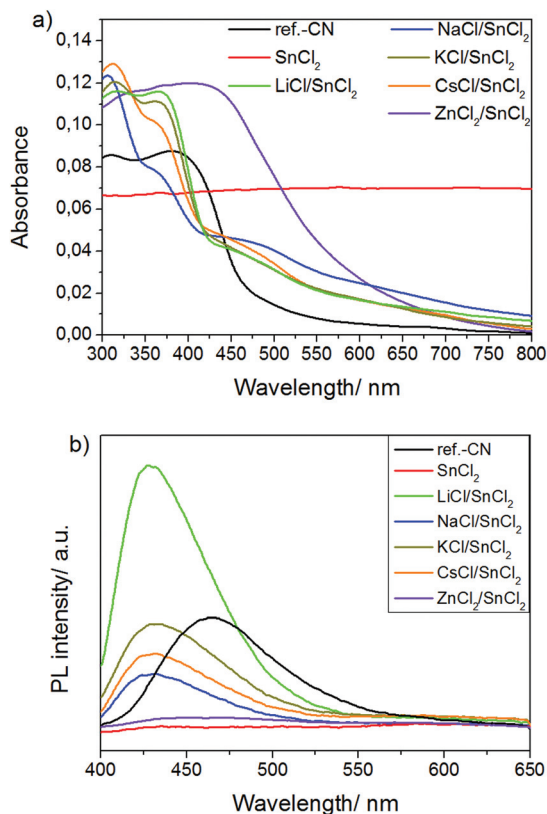 a)
ref.-CN
SnCl₂
LiCl/SnCl₂
NaCl/SnCl₂
KCl/SnCl₂
CsCl/SnCl₂
ZnCl₂/SnCl₂
Absorbance
0,14
0,12
0,10
0,08
0,06
0,04
0,02
0,00
300 350 400 450 500 550 600 650 700 750 800
Wavelength/ nm
b)
ref.-CN
SnCl₂
LiCl/SnCl₂
NaCl/SnCl₂
KCl/SnCl₂
CsCl/SnCl₂
ZnCl₂/SnCl₂
PL intensity/ a.u.
400 450 500 550 600 650
Wavelength/ nm